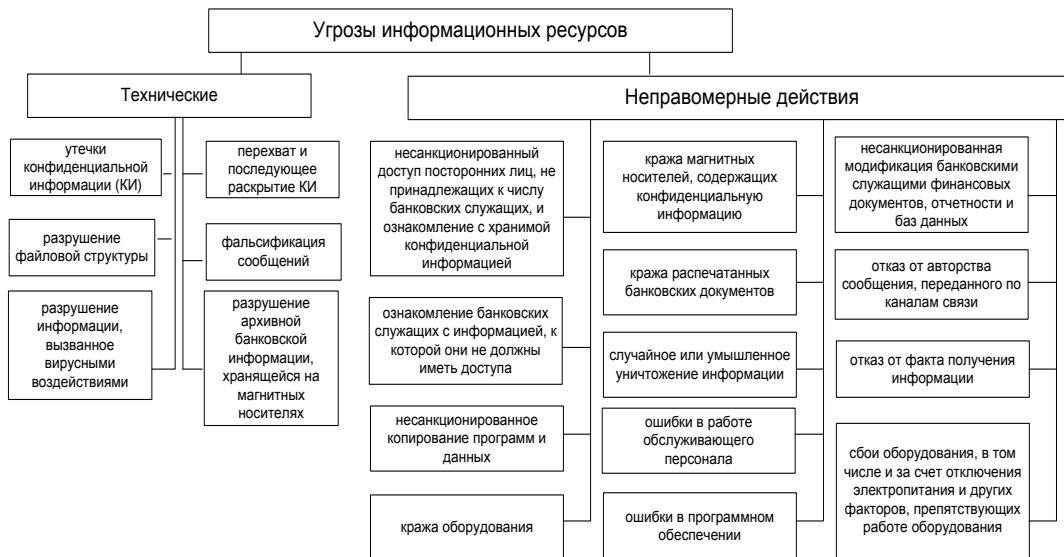 Угрозы информационных ресурсов
Технические
Неправомерные действия
утечки
конфиденциальной
информации (КИ)
перехват и
последующее
раскрытие КИ
разрушение
файловой структуры
фальсификация
сообщений
разрушение
информации,
вызванное
вирусными
воздействиями
разрушение
архивной
банковской
информации,
хранящейся на
магнитных
носителях
несанкционированный
доступ посторонних лиц, не
принадлежащих к числу
банковских служащих, и
ознакомление с хранимой
конфиденциальной
информацией
ознакомление банковских
служащих с информацией, к
которой они не должны
иметь доступа
несанкционированное
копирование программ и
данных
кража оборудования
кража магнитных
носителей, содержащих
конфиденциальную
информацию
кража распечатанных
банковских документов
случайное или умышленное
уничтожение информации
ошибки в работе
обслуживающего
персонала
ошибки в программном
обеспечении
несанкционированная
модификация банковскими
служащими финансовых
документов, отчетности и
баз данных
отказ от авторства
сообщения, переданного по
каналам связи
отказ от факта получения
информации
сбои оборудования, в том
числе и за счет отключения
электропитания и других
факторов, препятствующих
работе оборудования